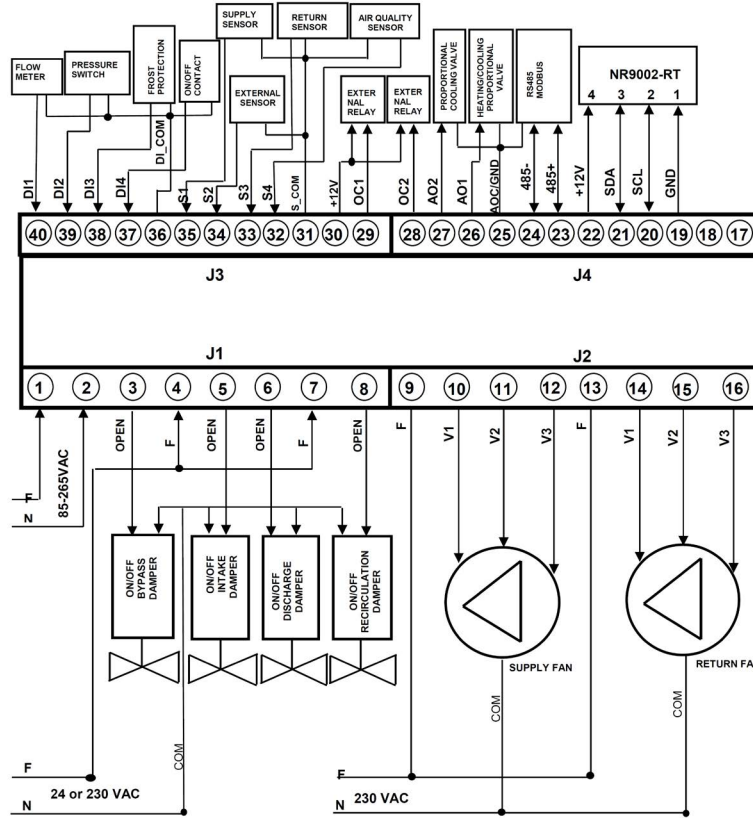 FLOW
METER
PRESSURE
SWITCH
FROST
PROTECTION
ON/OFF
CONTACT
SUPPLY
SENSOR
RETURN
SENSOR
AIR QUALITY
SENSOR
EXTERNAL
SENSOR
EXTER
NAL
RELAY
EXTER
NAL
RELAY
PROPORTIONAL
COOLING VALVE
HEATING/COOLING
PROPORTIONAL
VALVE
RS485
MODBUS
NR9002-RT
4 3 2 1
DI1
DI2
DI3
DI4
DI_COM
S1
S2
S3
S4
S_COM
+12V
OC1
OC2
AO2
AO1
AOC/GND
485-
485+
+12V
SDA
SCL
GND
40 39 38 37 36 35 34 33 32 31 30 29 28 27 26 25 24 23 22 21 20 19 18 17
J3 J4
J1 J2
1 2 3 4 5 6 7 8 9 10 11 12 13 14 15 16
OPEN
F
OPEN
OPEN
F
OPEN
F
V1
V2
V3
F
V1
V2
V3
85-265VAC
F
N
ON/OFF
BYPASS
DAMPER
ON/OFF
INTAKE
DAMPER
ON/OFF
DISCHARGE
DAMPER
ON/OFF
RECIRCULATION
DAMPER
SUPPLY FAN
RETURN FA
COM
COM
COM
F
24 or 230 VAC
N
F
230 VAC
N